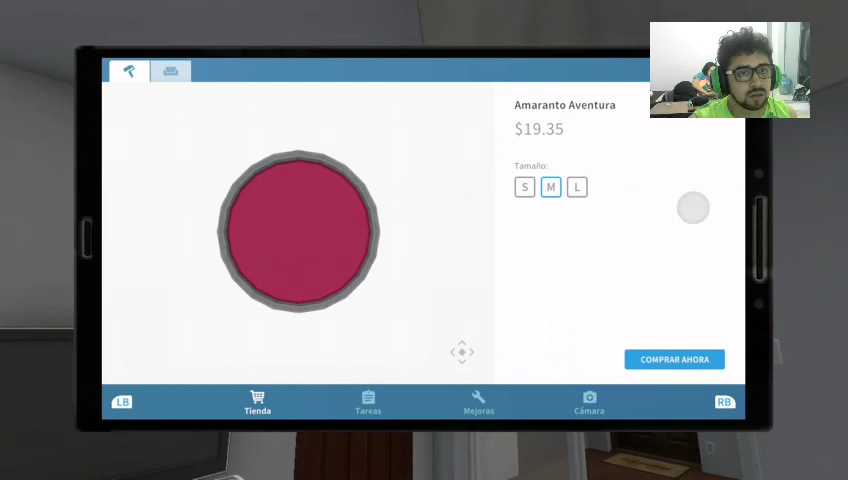 Amaranto Aventura
$19.35
Tamaño:
S M L
COMPRAR AHORA
LB Tienda Tareas Mejoras Cámara RB